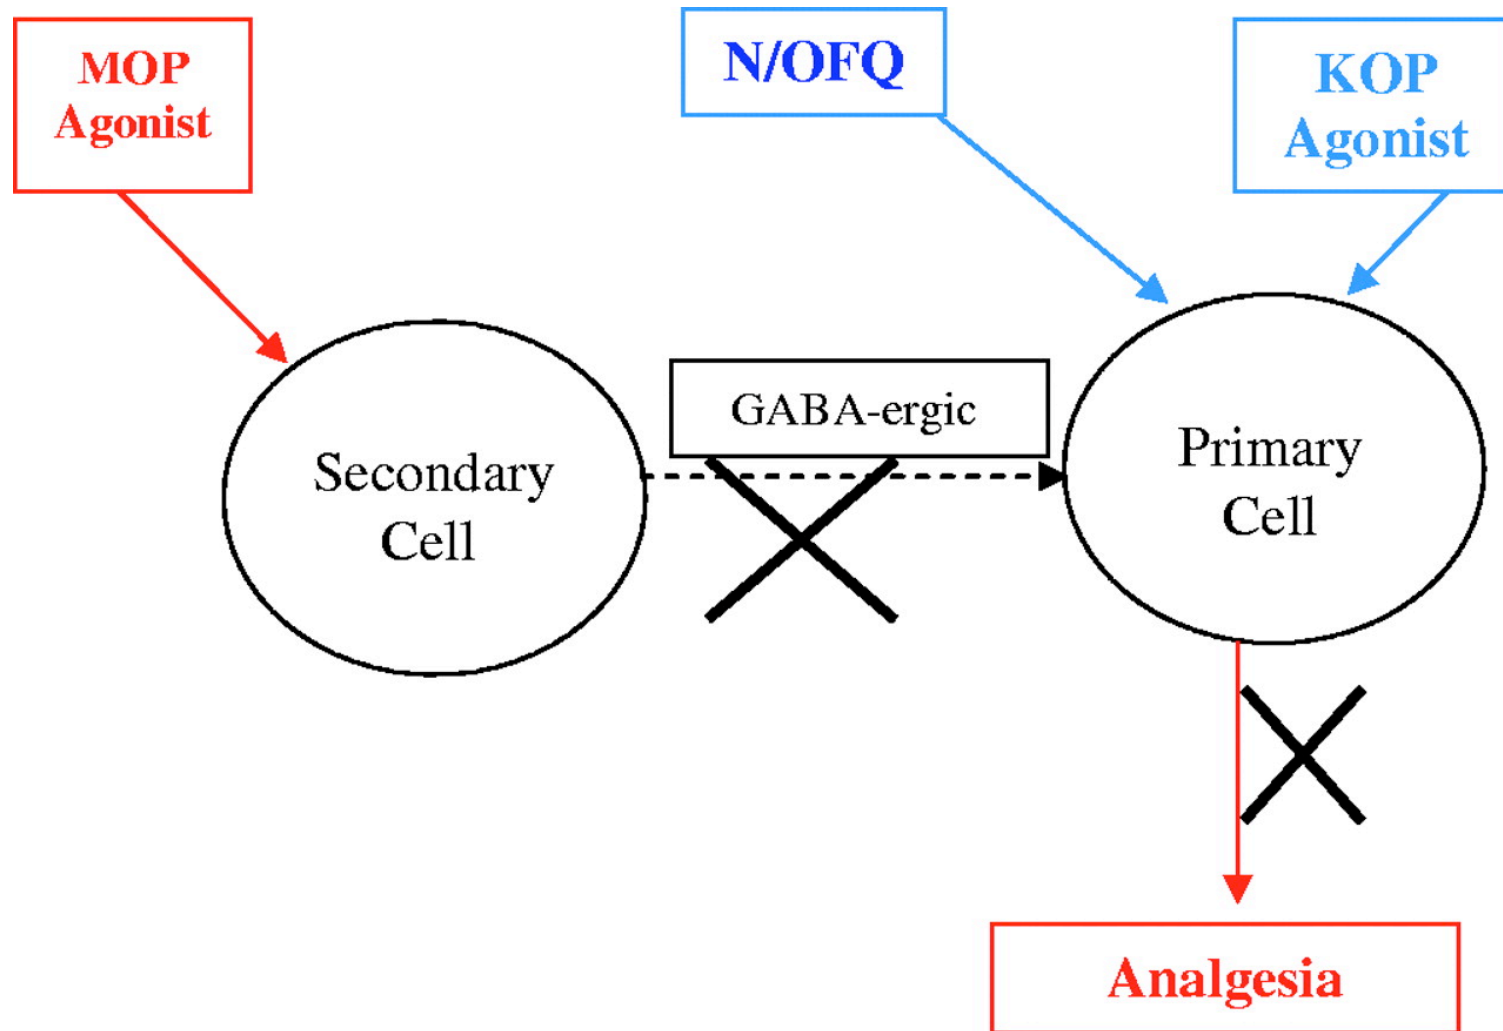 MOP
Agonist
N/OFQ
KOP
Agonist
GABA-ergic
Secondary
Cell
Primary
Cell
Analgesia